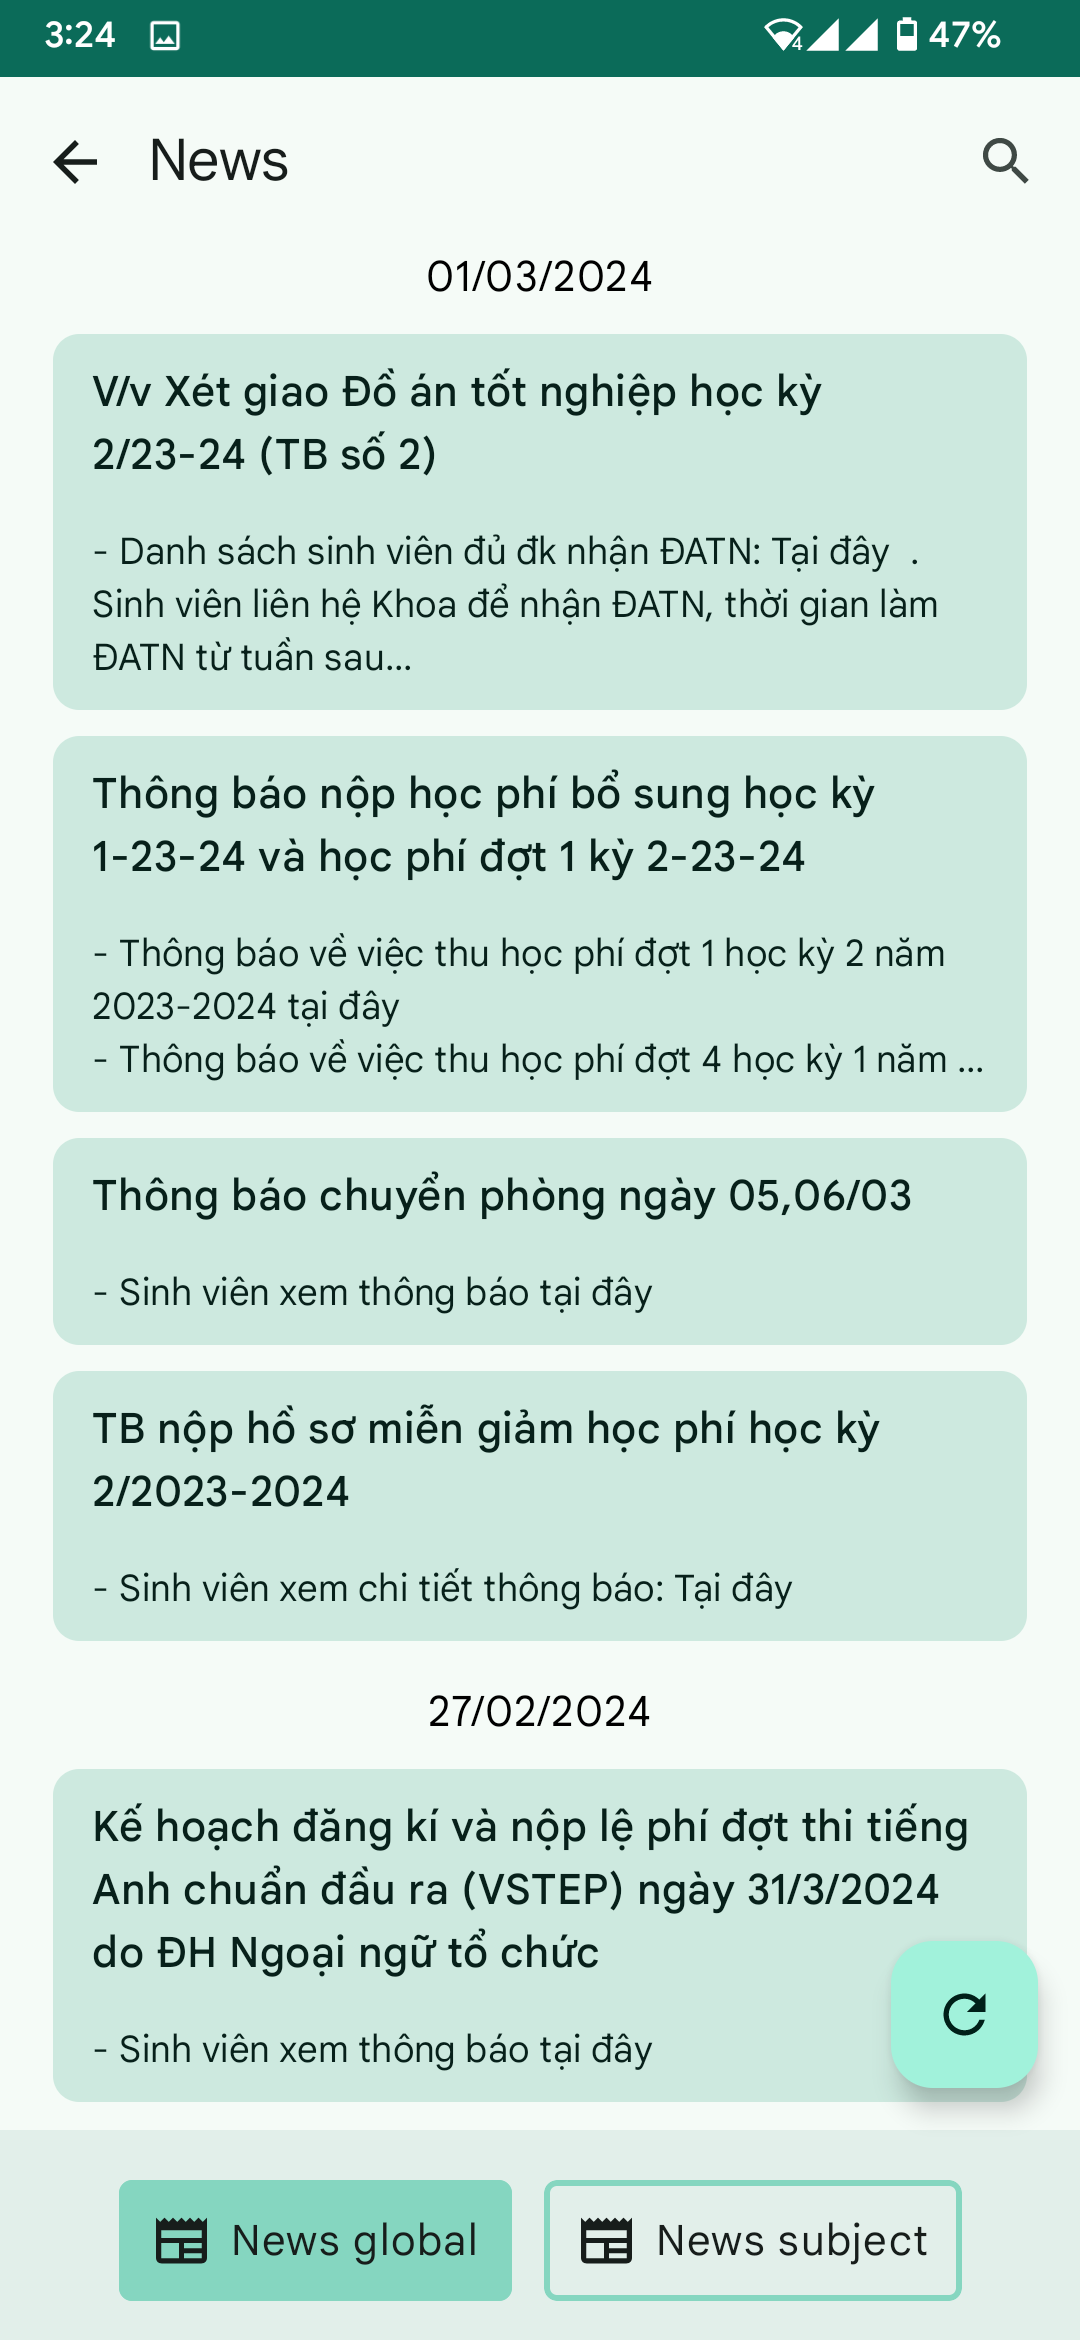 3:24
4
47%
News
01/03/2024
V/v Xét giao Đồ án tốt nghiệp học kỳ
2/23-24 (TB số 2)
- Danh sách sinh viên đủ đk nhận ĐATN: Tại đây  .
Sinh viên liên hệ Khoa để nhận ĐATN, thời gian làm
ĐATN từ tuần sau...
Thông báo nộp học phí bổ sung học kỳ
1-23-24 và học phí đợt 1 kỳ 2-23-24
- Thông báo về việc thu học phí đợt 1 học kỳ 2 năm
2023-2024 tại đây
- Thông báo về việc thu học phí đợt 4 học kỳ 1 năm ...
Thông báo chuyển phòng ngày 05,06/03
- Sinh viên xem thông báo tại đây
TB nộp hồ sơ miễn giảm học phí học kỳ
2/2023-2024
- Sinh viên xem chi tiết thông báo: Tại đây
27/02/2024
Kế hoạch đăng kí và nộp lệ phí đợt thi tiếng
Anh chuẩn đầu ra (VSTEP) ngày 31/3/2024
do ĐH Ngoại ngữ tổ chức
- Sinh viên xem thông báo tại đây
News global
News subject